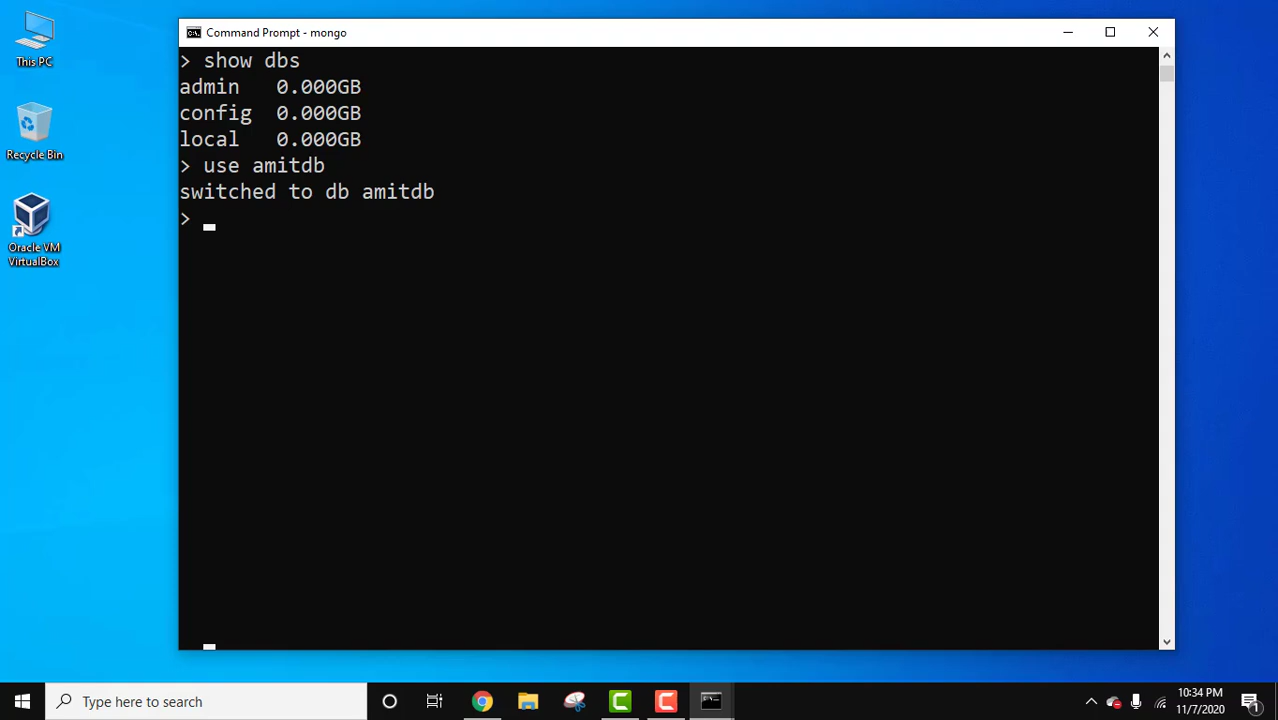 This PC
Recycle Bin
Oracle VM
VirtualBox
Command Prompt - mongo
> show dbs
admin   0.000GB
config  0.000GB
local   0.000GB
> use amitdb
switched to db amitdb
>
Type here to search
10:34 PM
11/7/2020
1